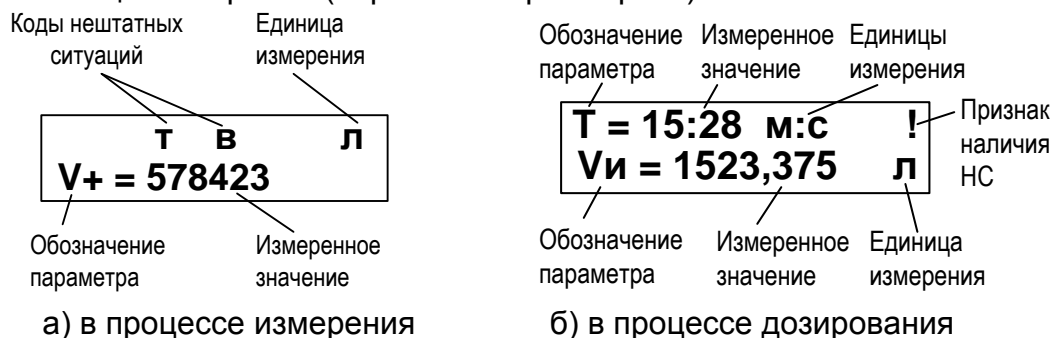 Коды нештатных
ситуаций
Единица
измерения
т в л
V+ = 578423
Обозначение
параметра
Измеренное
значение
а) в процессе измерения
Обозначение
параметра
Измеренное
значение
Единицы
измерения
T = 15:28 м:с !
Vи = 1523,375 л
Признак
наличия
НС
Обозначение
параметра
Измеренное
значение
Единица
измерения
б) в процессе дозирования